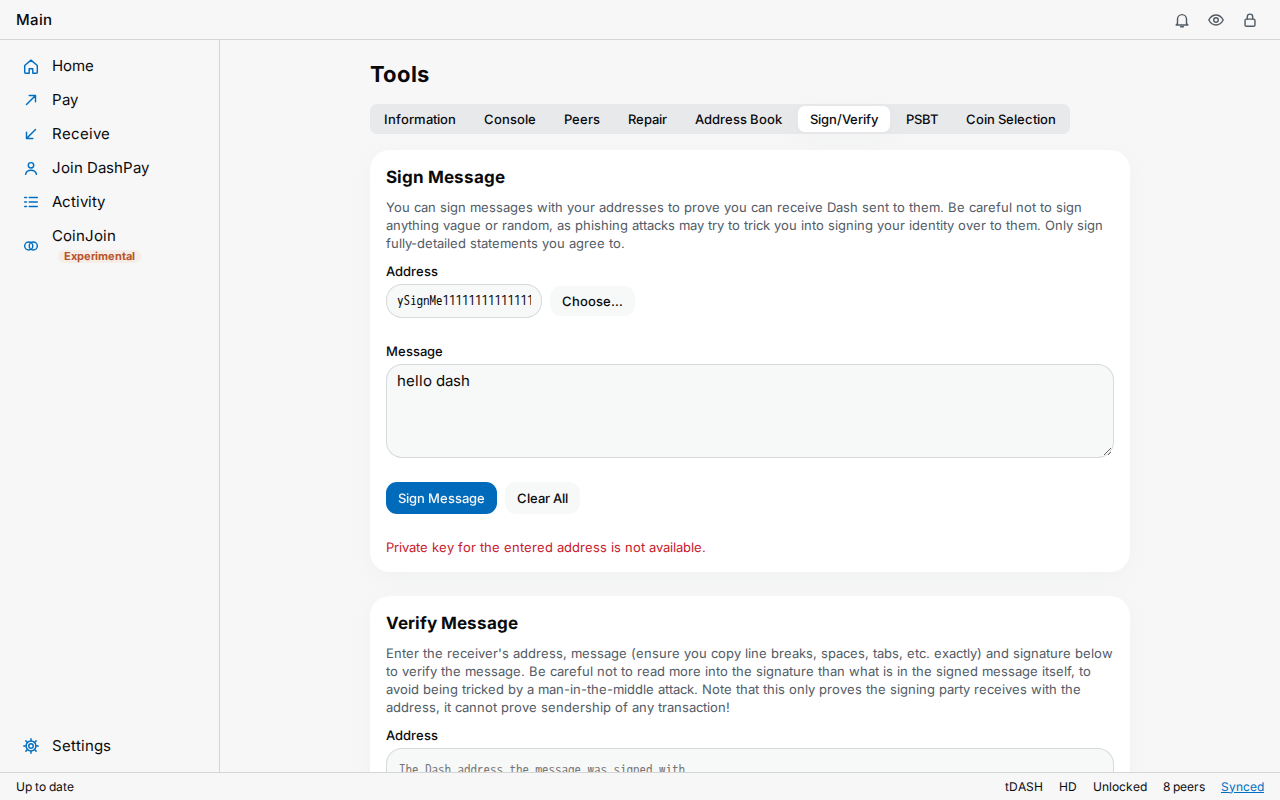 Main
Home
Pay
Receive
Join DashPay
Activity
CoinJoin
Experimental
Settings
Tools
Information Console Peers Repair Address Book Sign/Verify PSBT Coin Selection
Sign Message
You can sign messages with your addresses to prove you can receive Dash sent to them. Be careful not to sign
anything vague or random, as phishing attacks may try to trick you into signing your identity over to them. Only sign
fully-detailed statements you agree to.
Address
ySignMe111111111111111 Choose...
Message
hello dash
Sign Message Clear All
Private key for the entered address is not available.
Verify Message
Enter the receiver's address, message (ensure you copy line breaks, spaces, tabs, etc. exactly) and signature below
to verify the message. Be careful not to read more into the signature than what is in the signed message itself, to
avoid being tricked by a man-in-the-middle attack. Note that this only proves the signing party receives with the
address, it cannot prove sendership of any transaction!
Address
The Dash address the message was signed with
Up to date tDASH HD Unlocked 8 peers Synced